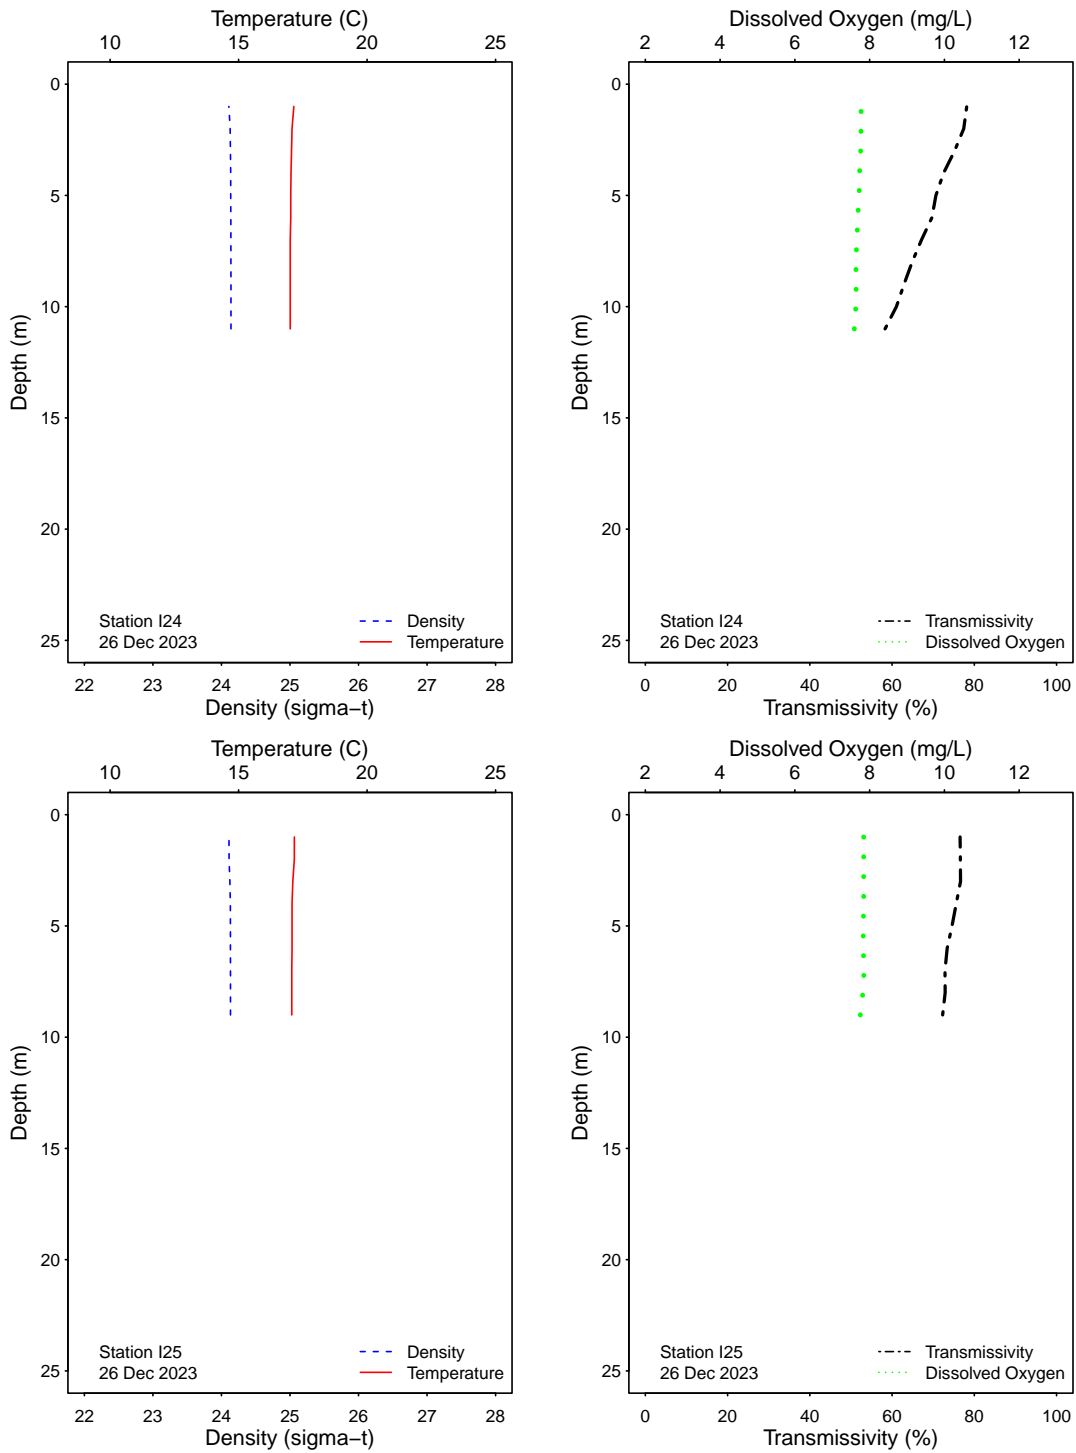 Temperature (C)
10 15 20 25
0
5
10
15
20
25
Depth (m)
Station I24
26 Dec 2023
Density
Temperature
22 23 24 25 26 27 28
Density (sigma−t)
Dissolved Oxygen (mg/L)
2 4 6 8 10 12
0
5
10
15
20
25
Depth (m)
Station I24
26 Dec 2023
Transmissivity
Dissolved Oxygen
0 20 40 60 80 100
Transmissivity (%)
Temperature (C)
10 15 20 25
0
5
10
15
20
25
Depth (m)
Station I25
26 Dec 2023
Density
Temperature
22 23 24 25 26 27 28
Density (sigma−t)
Dissolved Oxygen (mg/L)
2 4 6 8 10 12
0
5
10
15
20
25
Depth (m)
Station I25
26 Dec 2023
Transmissivity
Dissolved Oxygen
0 20 40 60 80 100
Transmissivity (%)